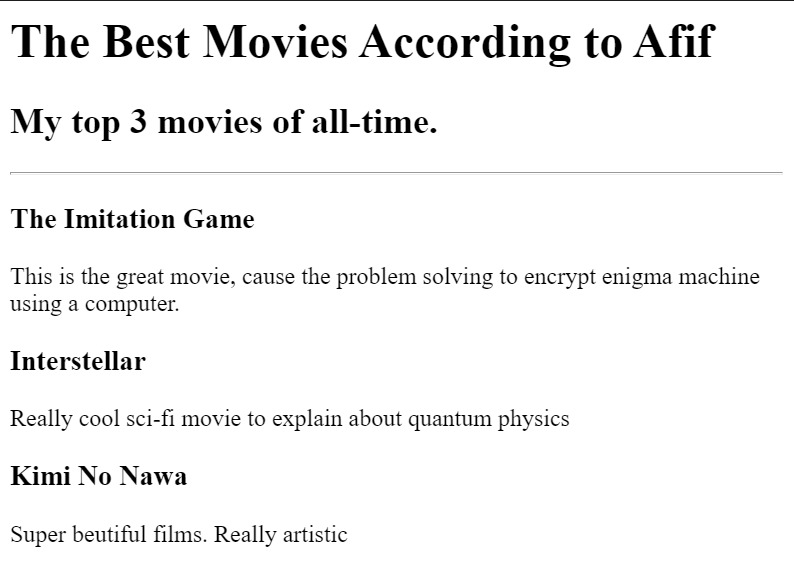 The Best Movies According to Afif
My top 3 movies of all-time.
The Imitation Game
This is the great movie, cause the problem solving to encrypt enigma machine
using a computer.
Interstellar
Really cool sci-fi movie to explain about quantum physics
Kimi No Nawa
Super beutiful films. Really artistic